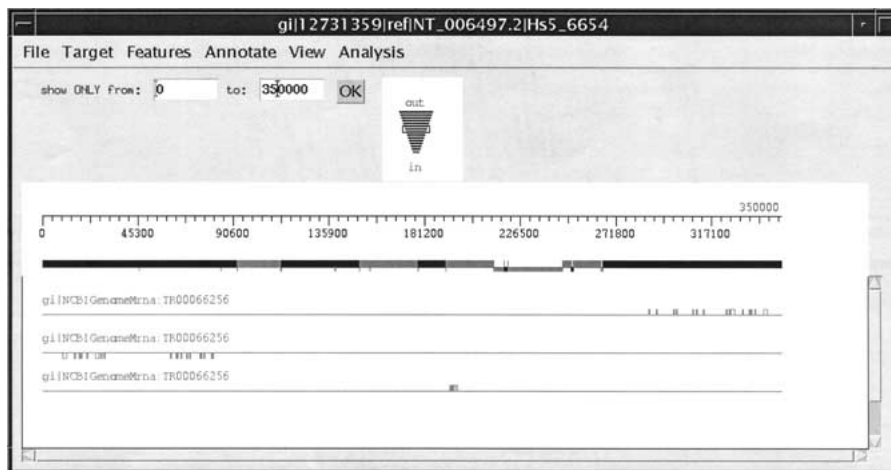 gi|12731359|ref|NT_006497.2|Hs5_6654
File Target Features Annotate View Analysis
show ONLY from: 0 to: 350000 OK
out
in
350000
0 45300 90600 135900 181200 226500 271800 317100
gi|NCBIGenomeMrna:TR00066256
gi|NCBIGenomeMrna:TR00066256
gi|NCBIGenomeMrna:TR00066256